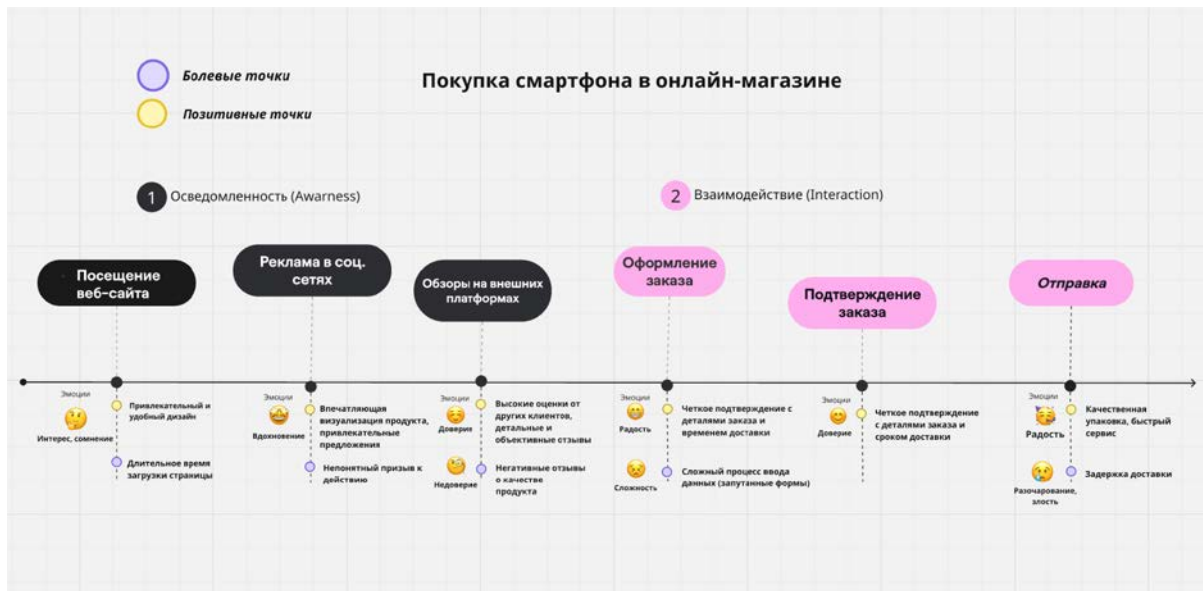 Болевые точки
Позитивные точки
Покупка смартфона в онлайн-магазине
1
Осведомленность (Awarness)
2
Взаимодействие (Interaction)
Посещение
веб-сайта
Реклама в соц.
сетях
Обзоры на внешних
платформах
Оформление
заказа
Подтверждение
заказа
Отправка
Эмоции
Интерес, сомнение
Привлекательный и
удобный дизайн
Длительное время
загрузки страницы
Эмоции
Вдохновение
Впечатляющая
визуализация продукта,
привлекательные
предложения
Непонятный призыв к
действию
Эмоции
Доверие
Недоверие
Высокие оценки от
других клиентов,
детальные и
объективные отзывы
Негативные отзывы
о качестве
продукта
Эмоции
Радость
Сложность
Четкое подтверждение с
деталями заказа и
временем доставки
Сложный процесс ввода
данных (запутанные формы)
Эмоции
Доверие
Четкое подтверждение
с деталями заказа и
сроком доставки
Эмоции
Радость
Разочарование,
злость
Качественная
упаковка, быстрый
сервис
Задержка доставки